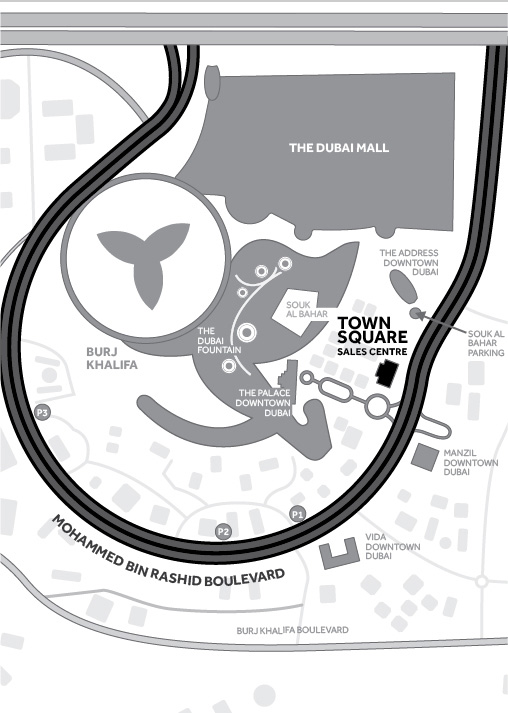 THE DUBAI MALL
THE ADDRESS
DOWNTOWN
DUBAI
SOUK
AL BAHAR
TOWN
SQUARE
SALES CENTRE
SOUK AL
BAHAR
PARKING
THE
DUBAI
FOUNTAIN
BURJ
KHALIFA
THE PALACE
DOWNTOWN
DUBAI
P3
MANZIL
DOWNTOWN
DUBAI
P1
P2
VIDA
DOWNTOWN
DUBAI
MOHAMMED BIN RASHID BOULEVARD
BURJ KHALIFA BOULEVARD